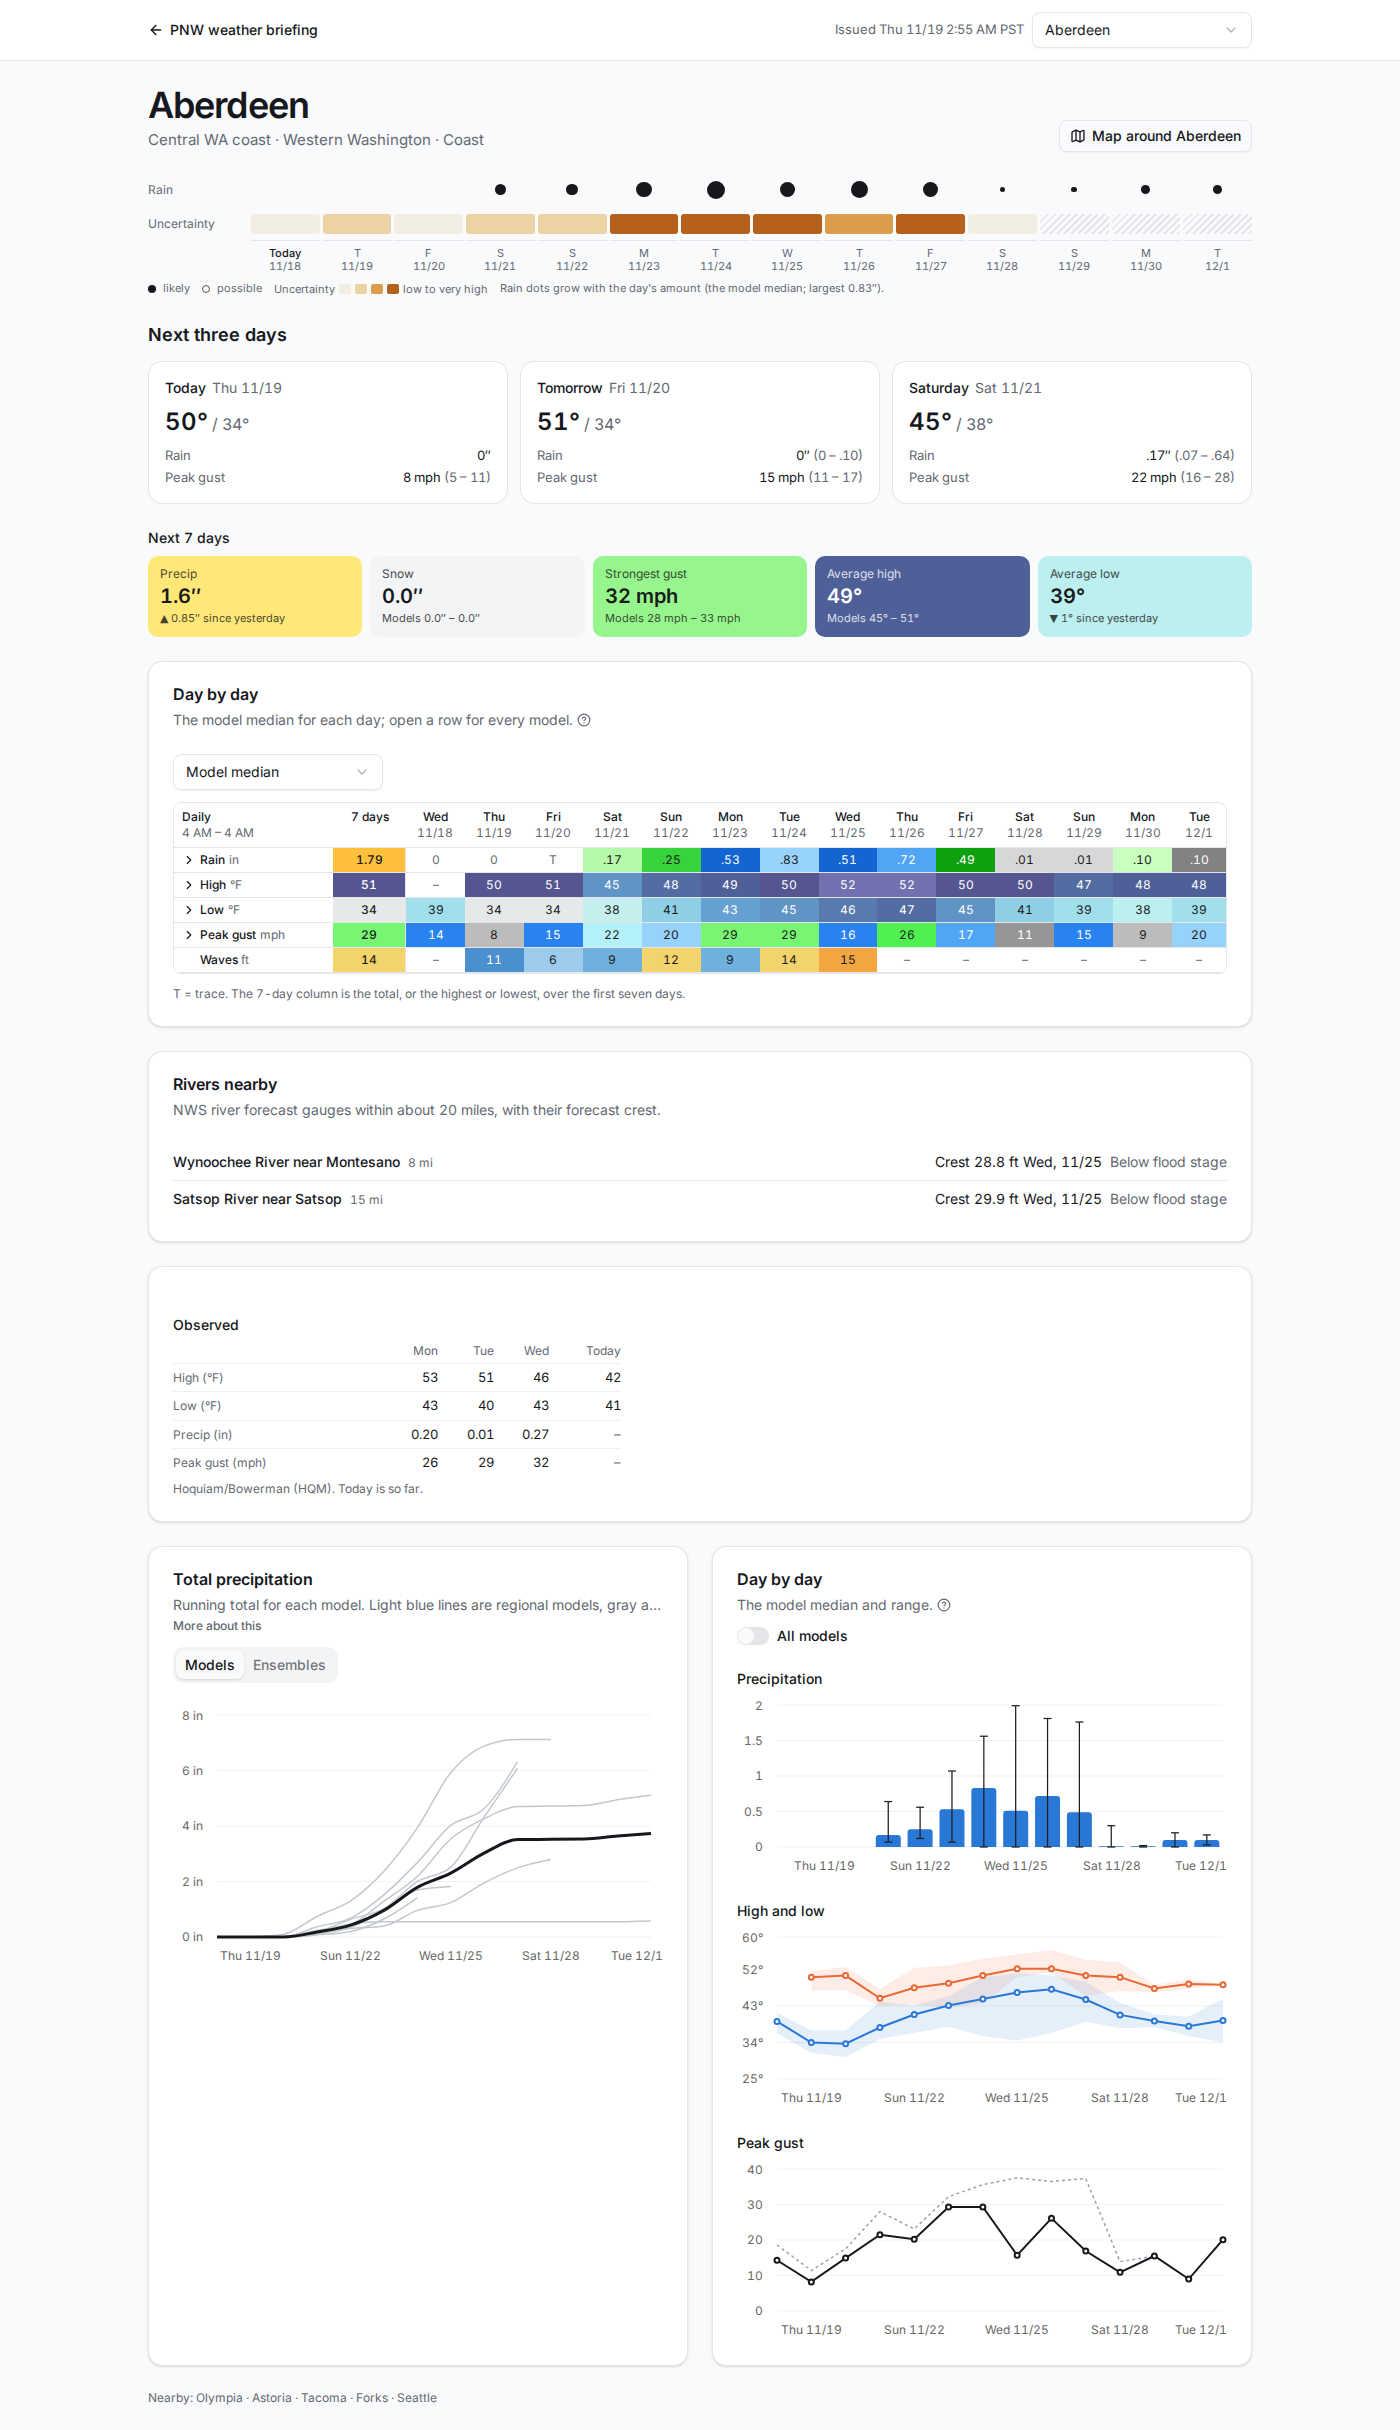 PNW weather briefing
Issued Thu 11/19 2:55 AM PST
Aberdeen
Aberdeen
Central WA coast · Western Washington · Coast
Map around Aberdeen
Rain
Uncertainty
Today T F S S M T W T F S S M T
11/18 11/19 11/20 11/21 11/22 11/23 11/24 11/25 11/26 11/27 11/28 11/29 11/30 12/1
likely possible Uncertainty low to very high Rain dots grow with the day's amount (the model median; largest 0.83″).
Next three days
Today Thu 11/19
50° / 34°
Rain 0″
Peak gust 8 mph (5 – 11)
Tomorrow Fri 11/20
51° / 34°
Rain 0″ (0 – .10)
Peak gust 15 mph (11 – 17)
Saturday Sat 11/21
45° / 38°
Rain .17″ (.07 – .64)
Peak gust 22 mph (16 – 28)
Next 7 days
Precip
1.6″
▲ 0.85″ since yesterday
Snow
0.0″
Models 0.0″ – 0.0″
Strongest gust
32 mph
Models 28 mph – 33 mph
Average high
49°
Models 45° – 51°
Average low
39°
▼ 1° since yesterday
Day by day
The model median for each day; open a row for every model.
Model median
Daily 7 days Wed Thu Fri Sat Sun Mon Tue Wed Thu Fri Sat Sun Mon Tue
4 AM – 4 AM 11/18 11/19 11/20 11/21 11/22 11/23 11/24 11/25 11/26 11/27 11/28 11/29 11/30 12/1
Rain in 1.79 0 0 T .17 .25 .53 .83 .51 .72 .49 .01 .01 .10 .10
High °F 51 – 50 51 45 48 49 50 52 52 50 50 47 48 48
Low °F 34 39 34 34 38 41 43 45 46 47 45 41 39 38 39
Peak gust mph 29 14 8 15 22 20 29 29 16 26 17 11 15 9 20
Waves ft 14 – 11 6 9 12 9 14 15 – – – – – –
T = trace. The 7-day column is the total, or the highest or lowest, over the first seven days.
Rivers nearby
NWS river forecast gauges within about 20 miles, with their forecast crest.
Wynoochee River near Montesano 8 mi Crest 28.8 ft Wed, 11/25 Below flood stage
Satsop River near Satsop 15 mi Crest 29.9 ft Wed, 11/25 Below flood stage
Observed
Mon Tue Wed Today
High (°F) 53 51 46 42
Low (°F) 43 40 43 41
Precip (in) 0.20 0.01 0.27 –
Peak gust (mph) 26 29 32 –
Hoquiam/Bowerman (HQM). Today is so far.
Total precipitation
Running total for each model. Light blue lines are regional models, gray a…
More about this
Models Ensembles
8 in
6 in
4 in
2 in
0 in
Thu 11/19 Sun 11/22 Wed 11/25 Sat 11/28 Tue 12/1
Day by day
The model median and range.
All models
Precipitation
2
1.5
1
0.5
0
Thu 11/19 Sun 11/22 Wed 11/25 Sat 11/28 Tue 12/1
High and low
60°
52°
43°
34°
25°
Thu 11/19 Sun 11/22 Wed 11/25 Sat 11/28 Tue 12/1
Peak gust
40
30
20
10
0
Thu 11/19 Sun 11/22 Wed 11/25 Sat 11/28 Tue 12/1
Nearby: Olympia · Astoria · Tacoma · Forks · Seattle